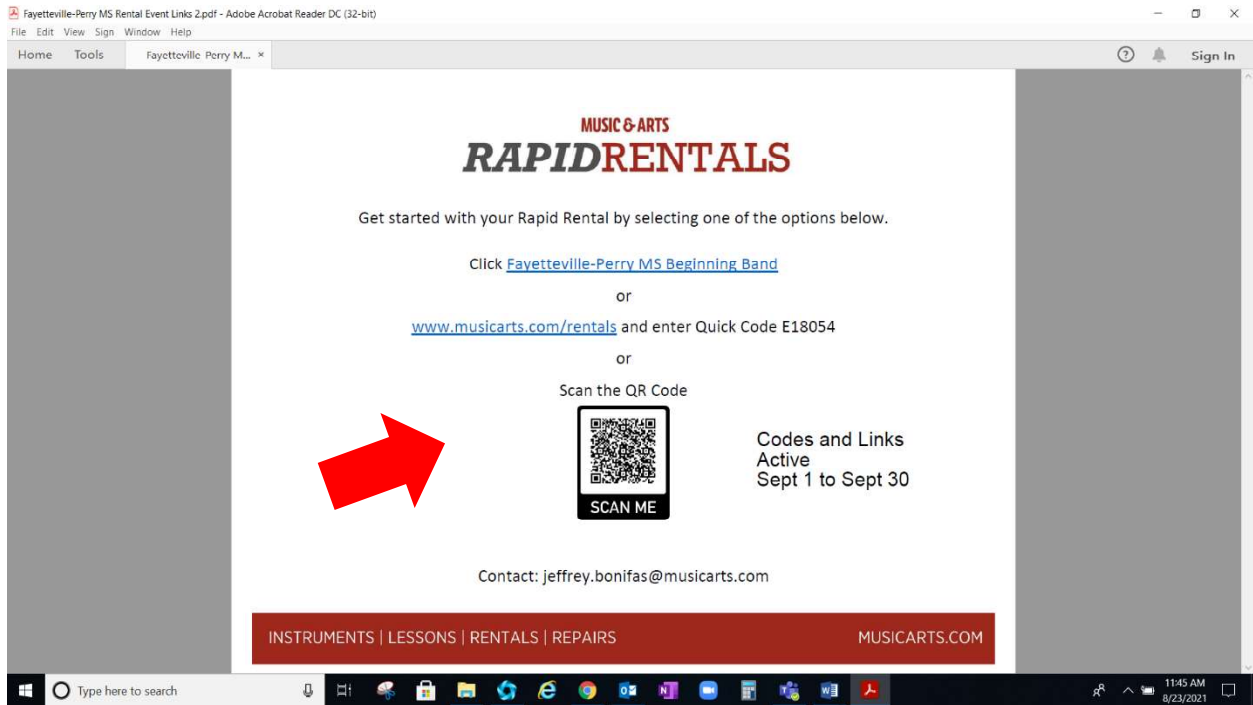 Fayetteville-Perry MS Rental Event Links 2.pdf - Adobe Acrobat Reader DC (32-bit)
File Edit View Sign Window Help
Home Tools Fayetteville-Perry M... × Sign In
MUSIC & ARTS
RAPIDRENTALS
Get started with your Rapid Rental by selecting one of the options below.
Click Fayetteville-Perry MS Beginning Band
or
www.musicarts.com/rentals and enter Quick Code E18054
or
Scan the QR Code
Codes and Links
Active
Sept 1 to Sept 30
SCAN ME
Contact: jeffrey.bonifas@musicarts.com
INSTRUMENTS | LESSONS | RENTALS | REPAIRS MUSICARTS.COM
Type here to search
11:45 AM
8/23/2021